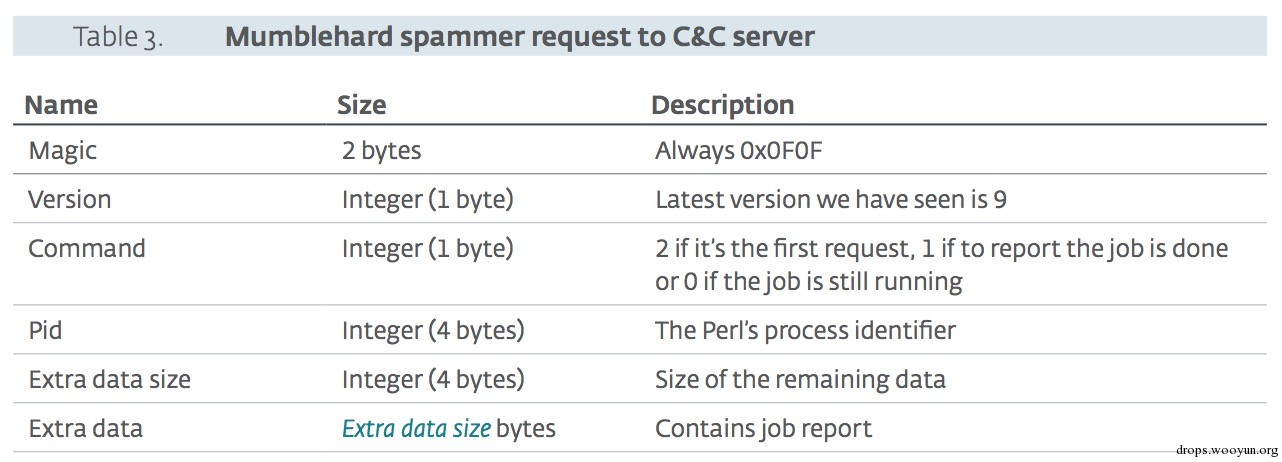 Table 3. Mumblehard spammer request to C&C server
Name Size Description
Magic 2 bytes Always 0x0F0F
Version Integer (1 byte) Latest version we have seen is 9
Command Integer (1 byte) 2 if it’s the first request, 1 if to report the job is done
or 0 if the job is still running
Pid Integer (4 bytes) The Perl’s process identifier
Extra data size Integer (4 bytes) Size of the remaining data
Extra data Extra data size bytes Contains job report
drops.wooyun.org